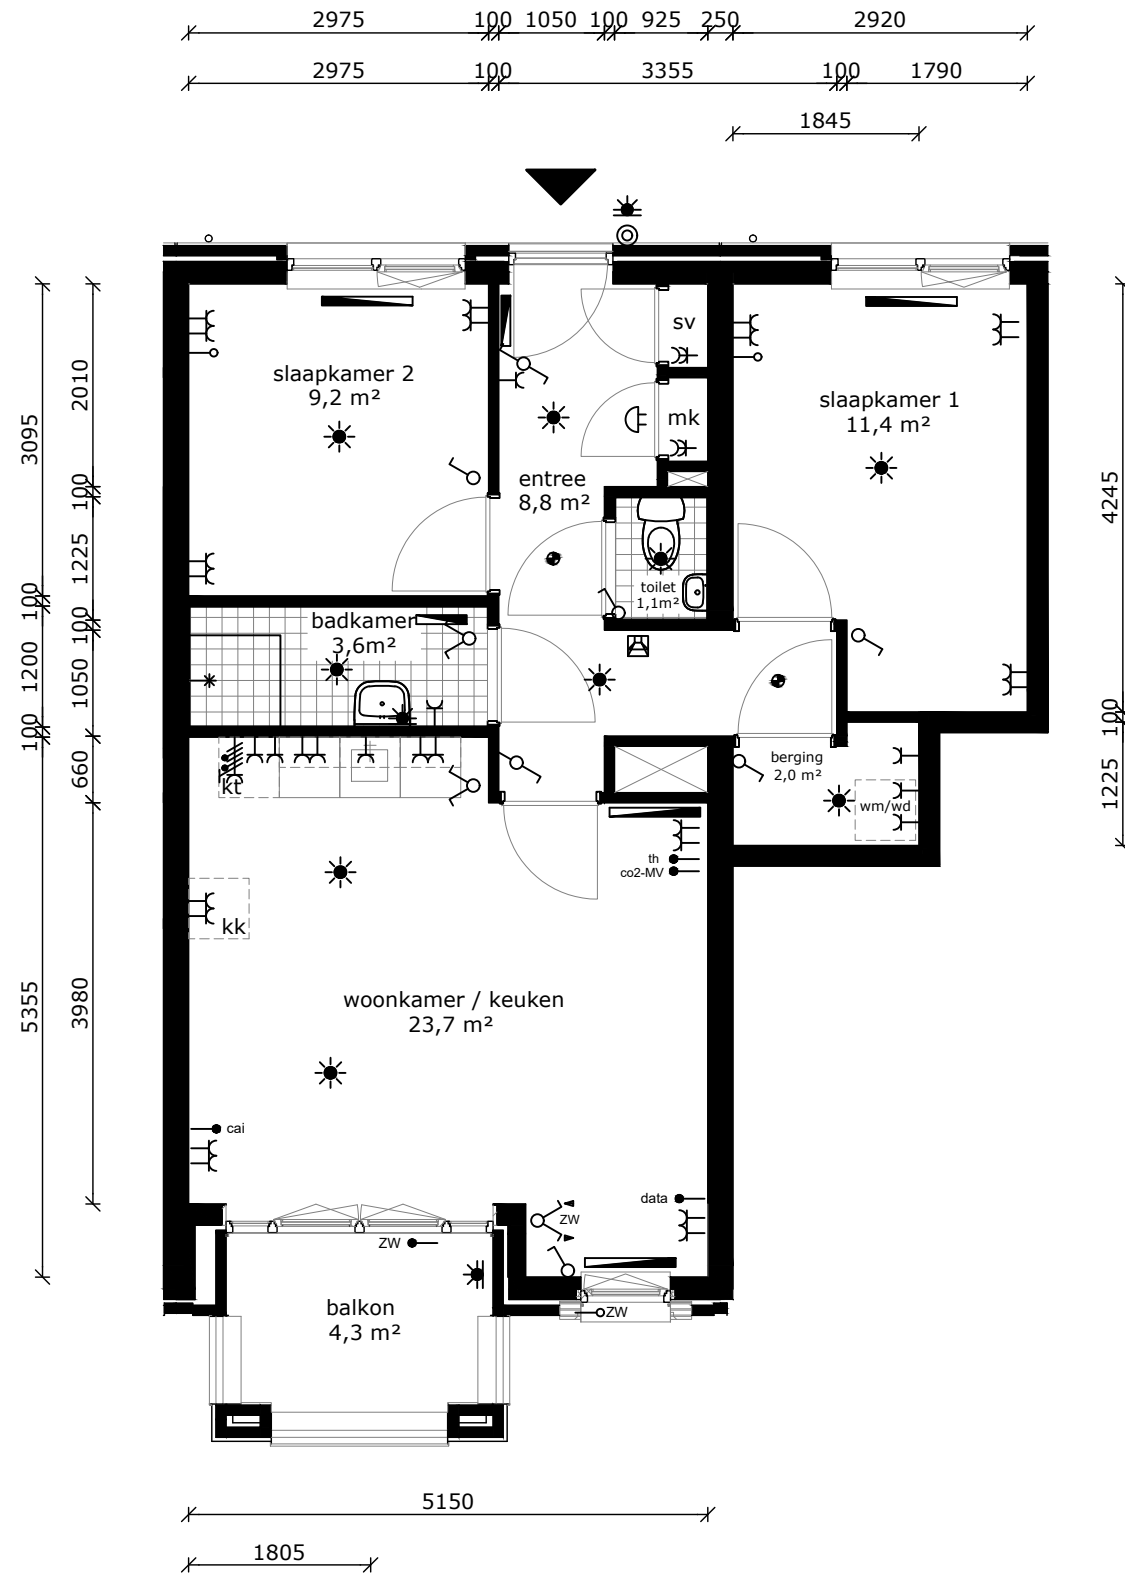 2975 100 1050 100 925 250 2920
2975 100 3355 100 1790
1845
sv
slaapkamer 2
9,2 m²
slaapkamer 1
11,4 m²
mk
entree
8,8 m²
toilet
1,1m²
badkamer
3,6m²
berging
2,0 m²
wm/wd
kt
th
co2-MV
kk
woonkamer / keuken
23,7 m²
cai
data
ZW
ZW
balkon
4,3 m²
ZW
3095
100
1200
100
5355
2010
100
1225
100
1050
660
3980
4245
100
1225
5150
1805